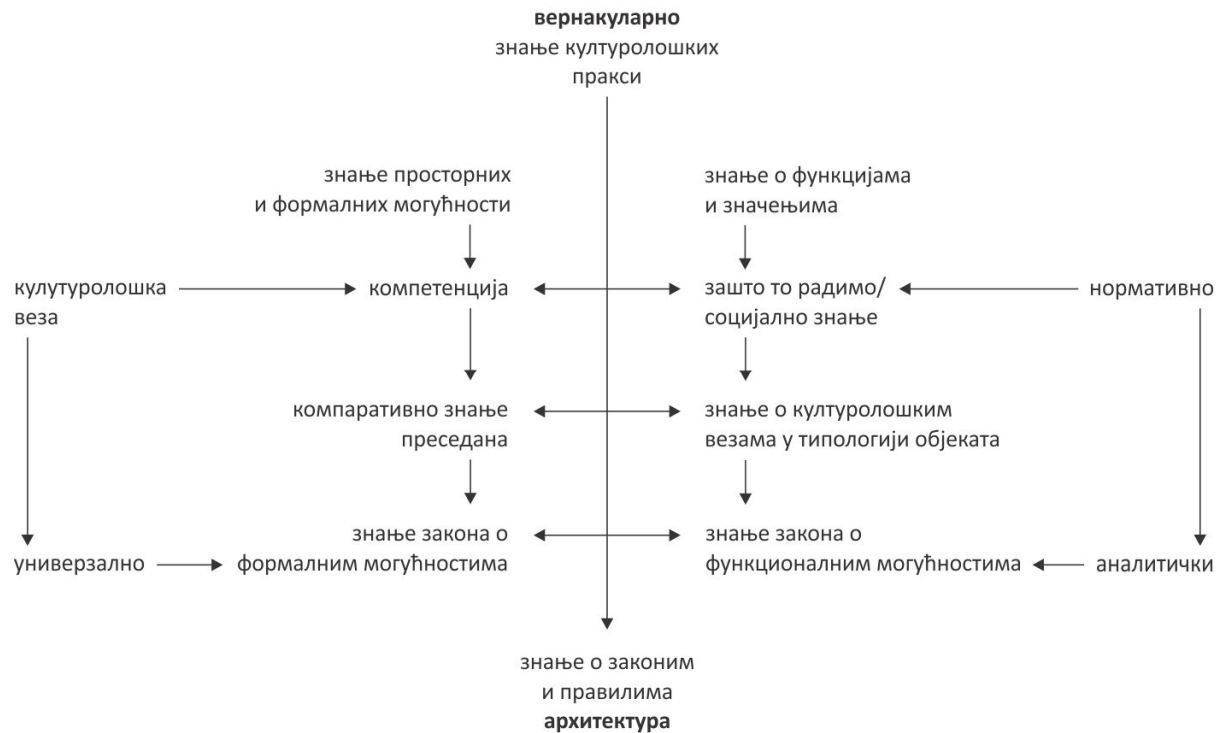 вернакуларно
знање културолошких
пракси
знање просторних
и формалних могућности
знање о функцијама
и значењима
кулутуролошка
веза
компетенција
зашто то радимо/
социјално знање
нормативно
компаративно знање
преседана
знање о културолошким
везама у типологији објеката
знање закона о
формалним могућностима
знање закона о
функционалним могућностима
универзално
аналитички
знање о законим
и правилима
архитектура